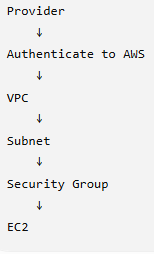 Provider
↓
Authenticate to AWS
↓
VPC
↓
Subnet
↓
Security Group
↓
EC2